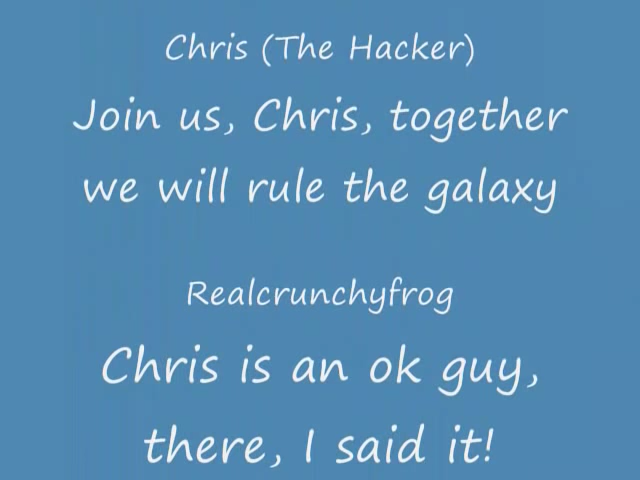 Chris (The Hacker)
Join us, Chris, together
we will rule the galaxy
Realcrunchyfrog
Chris is an ok guy,
there, I said it!